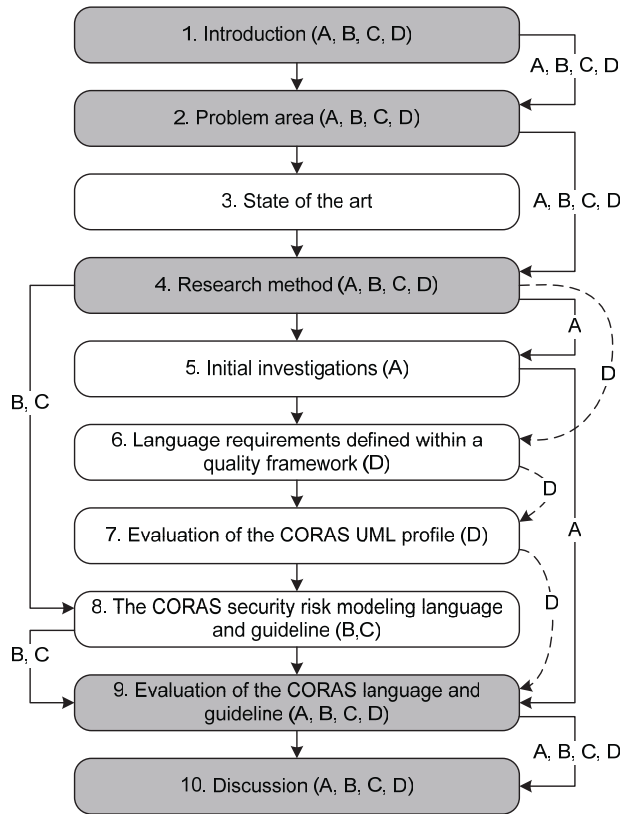 1. Introduction (A, B, C, D)
A, B, C, D
2. Problem area (A, B, C, D)
3. State of the art
A, B, C, D
4. Research method (A, B, C, D)
A
5. Initial investigations (A)
D
B, C
6. Language requirements defined within a
quality framework (D)
D
7. Evaluation of the CORAS UML profile (D)
A
8. The CORAS security risk modeling language
and guideline (B,C)
D
B, C
9. Evaluation of the CORAS language and
guideline (A, B, C, D)
A, B, C, D
10. Discussion (A, B, C, D)